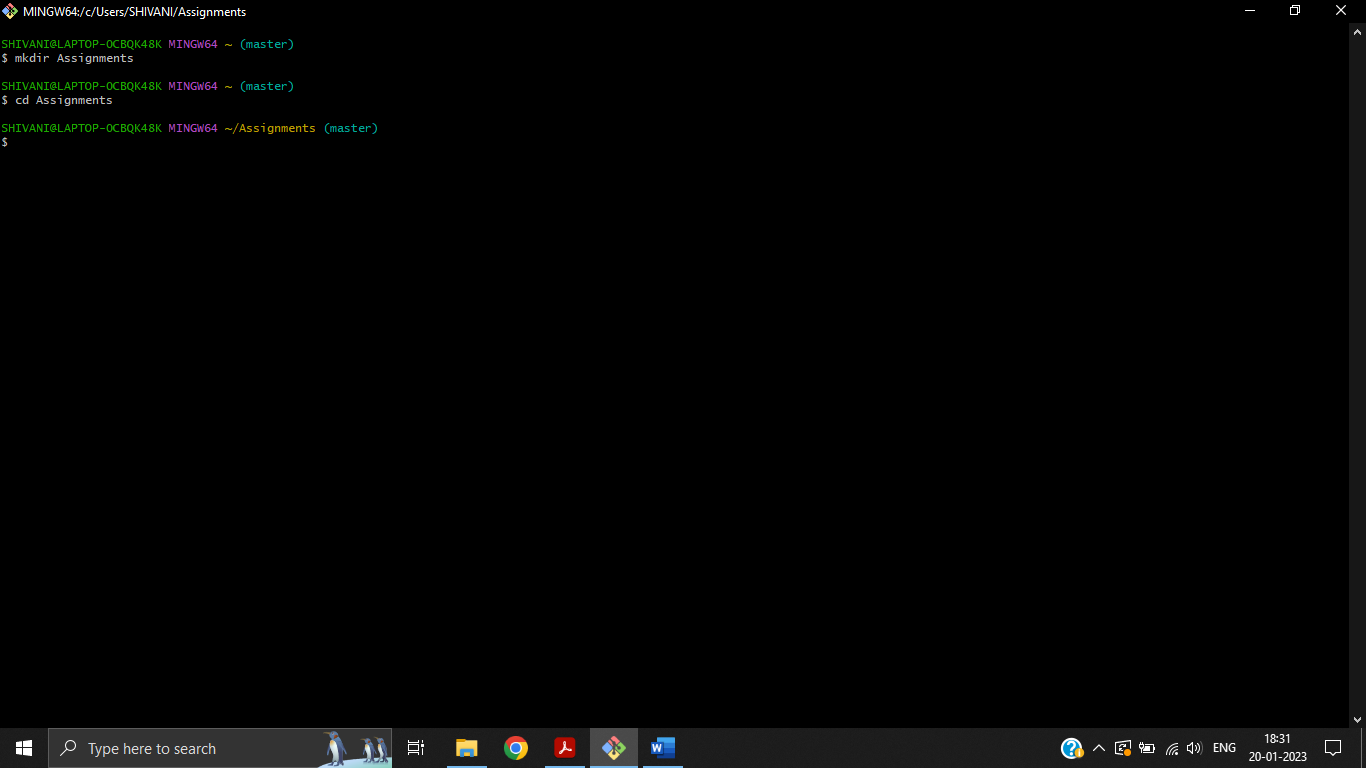 MINGW64:/c/Users/SHIVANI/Assignments
SHIVANI@LAPTOP-OCBQK48K MINGW64 ~ (master)
$ mkdir Assignments
SHIVANI@LAPTOP-OCBQK48K MINGW64 ~ (master)
$ cd Assignments
SHIVANI@LAPTOP-OCBQK48K MINGW64 ~/Assignments (master)
$
Type here to search
W
ENG
18:31
20-01-2023